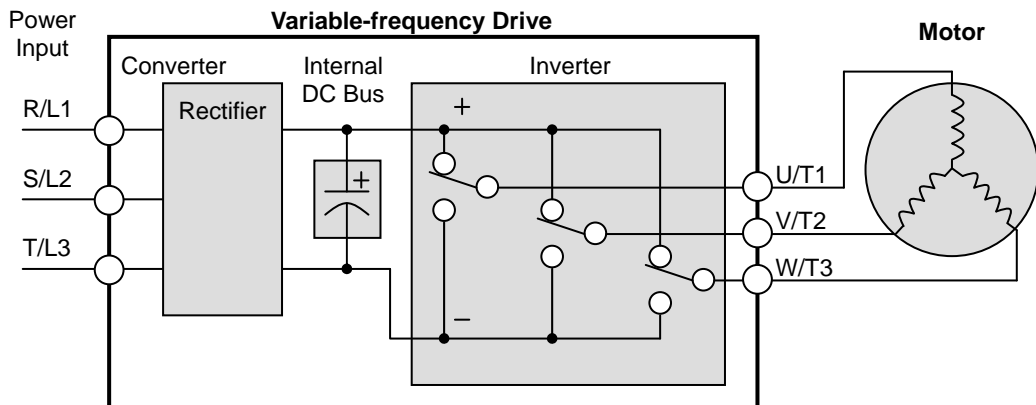 Power
Input
Variable-frequency Drive
Motor
Converter
Internal
DC Bus
Inverter
Rectifier
R/L1
S/L2
T/L3
+
+
−
U/T1
V/T2
W/T3